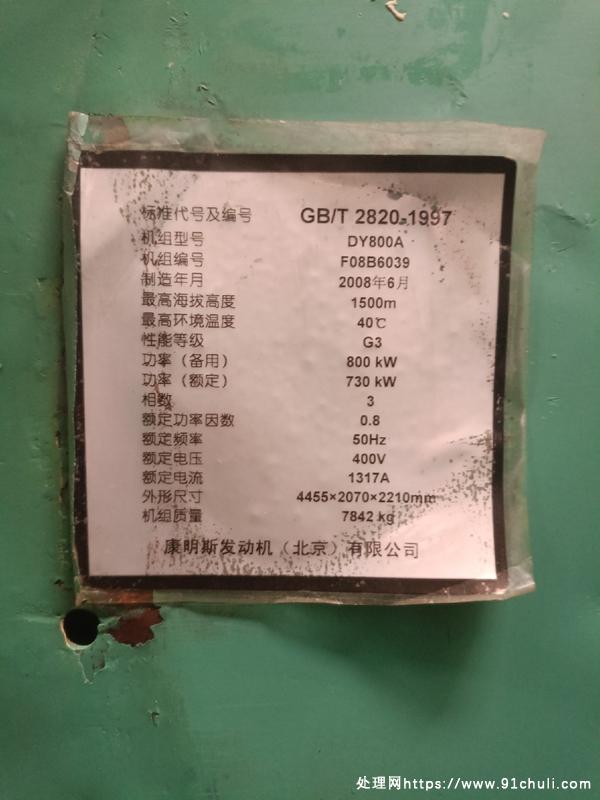 标准代号及编号 GB/T 2820-1997
机组型号 DY800A
机组编号 F08B6039
制造年月 2008年6月
最高海拔高度 1500m
最高环境温度 40℃
性能等级 G3
功率（备用） 800 kW
功率（额定） 730 kW
相数 3
额定功率因数 0.8
额定频率 50Hz
额定电压 400V
额定电流 1317A
外形尺寸 4455×2070×2210mm
机组质量 7842 kg
康明斯发动机（北京）有限公司
处理网https://www.91chuli.com